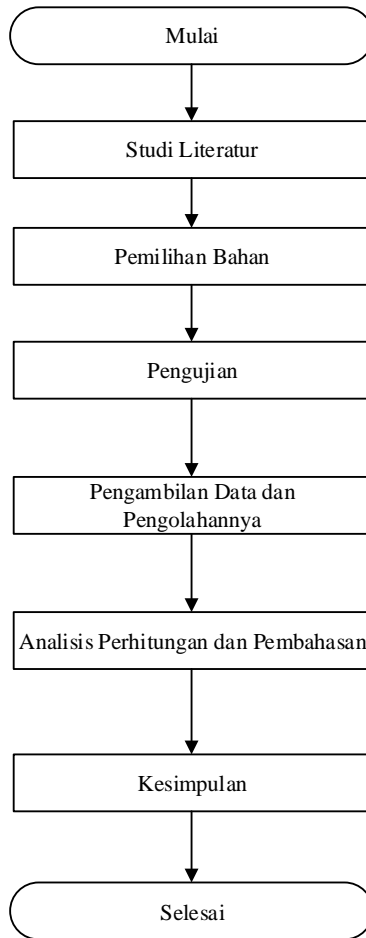 Mulai
Studi Literatur
Pemilihan Bahan
Pengujian
Pengambilan Data dan
Pengolahannya
Analisis Perhitungan dan Pembahasan
Kesimpulan
Selesai